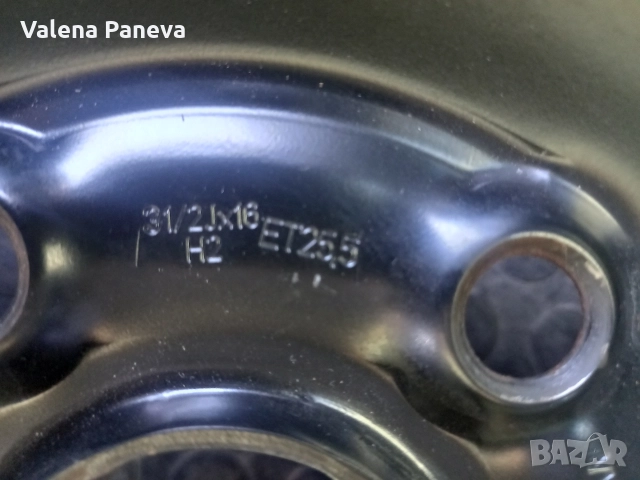 Valena Paneva
31/2Jx16
H2
ET25,5
BAZAR